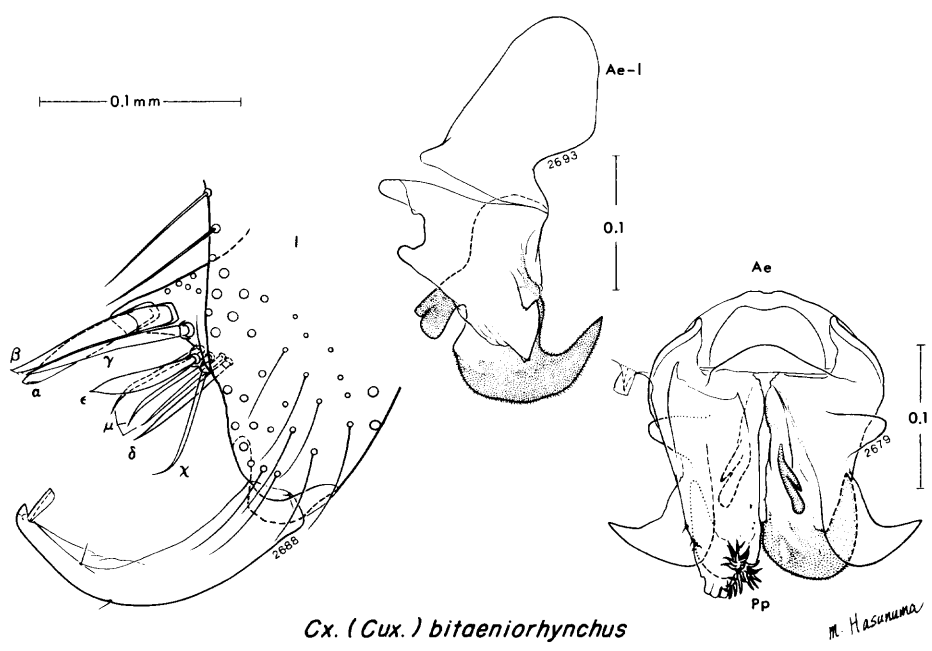 Ae-l
0.1 mm
2693
l
0.1
Ae
β
α
γ
ε
μ
δ
χ
0.1
2679
2688
Pp
Cx. (Cux.) bitaeniorhynchus
M. Hasunuma